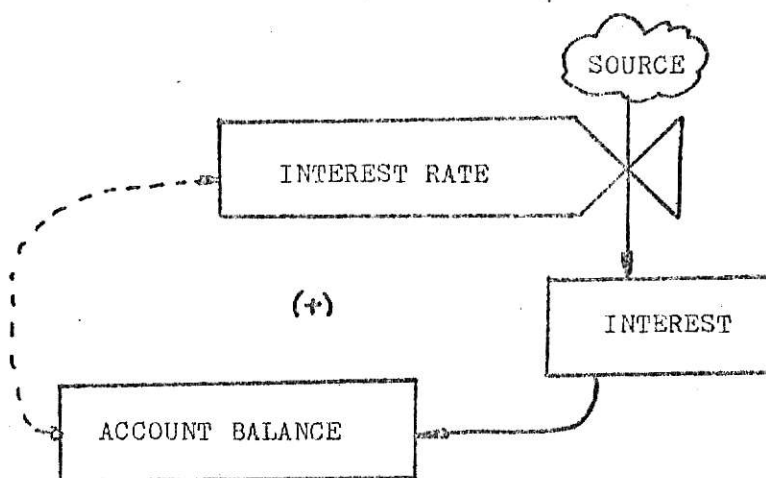 SOURCE
INTEREST RATE
(+)
INTEREST
ACCOUNT BALANCE